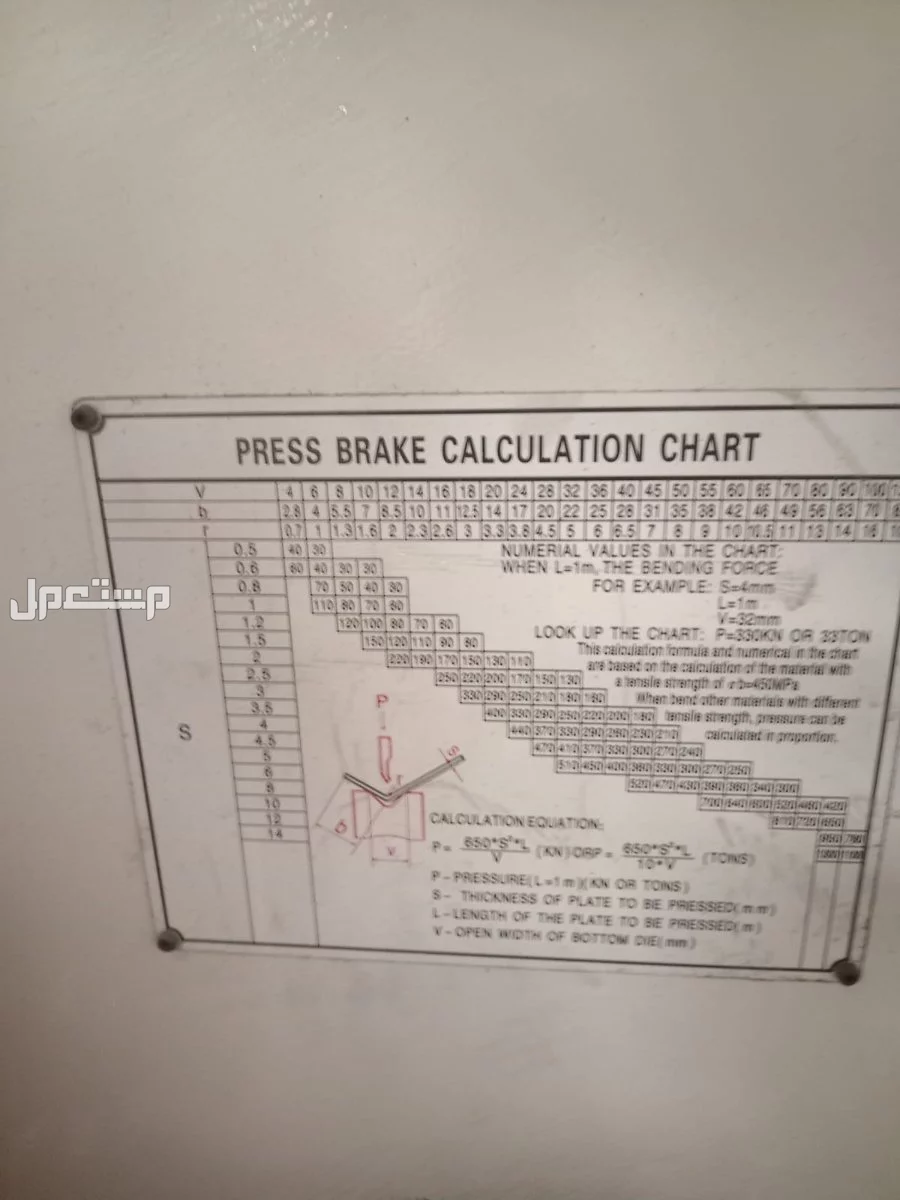 PRESS BRAKE CALCULATION CHART
V 4 6 8 10 12 14 16 18 20 24 28 32 36 40 45 50 55 60 65 70 80 90 100
b 2.8 4 5.5 7 8.5 10 11 12.5 14 17 20 22 25 28 31 35 38 42 46 49 56 63 70
r 0.7 1 1.3 1.6 2 2.3 2.6 3 3.3 3.8 4.5 5 6 6.5 7 8 9 10 10.5 11 13 14 16
S
0.5 40 30
0.6 60 40 30 30
0.8 70 50 40 30
1 110 80 70 60
1.2 120 100 80 70 60
1.5 150 120 110 90 80
2 220 190 170 150 130 110
2.5 250 220 200 170 150 130
3 330 290 250 210 180 160
3.5 400 330 290 250 220 200 180
4 440 370 330 290 260 230 210
4.5 470 410 370 330 300 270 240
5 510 450 400 360 330 300 270 250
6 520 470 430 390 360 340 300
8 700 640 600 520 460 420
10 810 720 650
12
14
NUMERIAL VALUES IN THE CHART:
WHEN L=1m, THE BENDING FORCE
FOR EXAMPLE: S=4mm
L=1m
V=32mm
LOOK UP THE CHART: P=330KN OR 33TON
This calculation formula and numerical in the chart
are based on the calculation of the material with
a tensile strength of σb=450MPa
When bend other materials with different
tensile strength, pressure can be
calculated in proportion.
P
S
r
b
V
CALCULATION EQUATION:
P= 650*S²*L / V (KN) OR P= 650*S²*L / 10*V (TONS)
P-PRESSURE(L=1m)(KN OR TONS)
S- THICKNESS OF PLATE TO BE PRESSED(mm)
L-LENGTH OF THE PLATE TO BE PRESSED(m)
V-OPEN WIDTH OF BOTTOM DIE(mm)
مستعمل